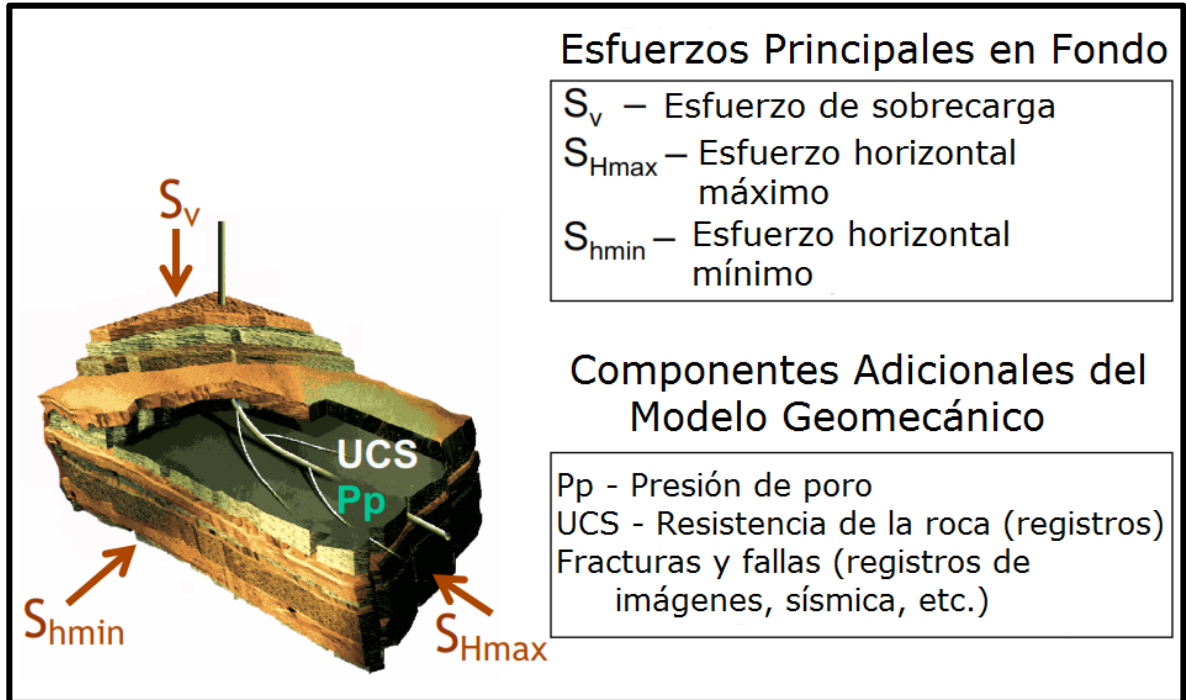 Esfuerzos Principales en Fondo
Sv – Esfuerzo de sobrecarga
SHmax – Esfuerzo horizontal
máximo
Shmin – Esfuerzo horizontal
mínimo
Sv
UCS
Pp
Shmin
SHmax
Componentes Adicionales del
Modelo Geomecánico
Pp - Presión de poro
UCS - Resistencia de la roca (registros)
Fracturas y fallas (registros de
imágenes, sísmica, etc.)